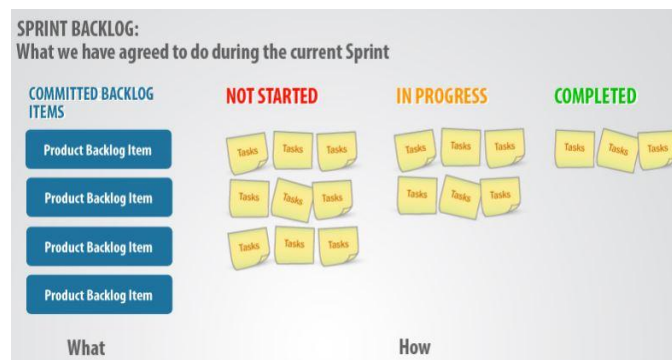 SPRINT BACKLOG:
What we have agreed to do during the current Sprint
COMMITTED BACKLOG
ITEMS
Product Backlog Item
Product Backlog Item
Product Backlog Item
Product Backlog Item
What
NOT STARTED
Tasks Tasks Tasks
Tasks Tasks Tasks
Tasks Tasks Tasks
IN PROGRESS
Tasks Tasks Tasks
Tasks Tasks Tasks
COMPLETED
Tasks Tasks Tasks
How